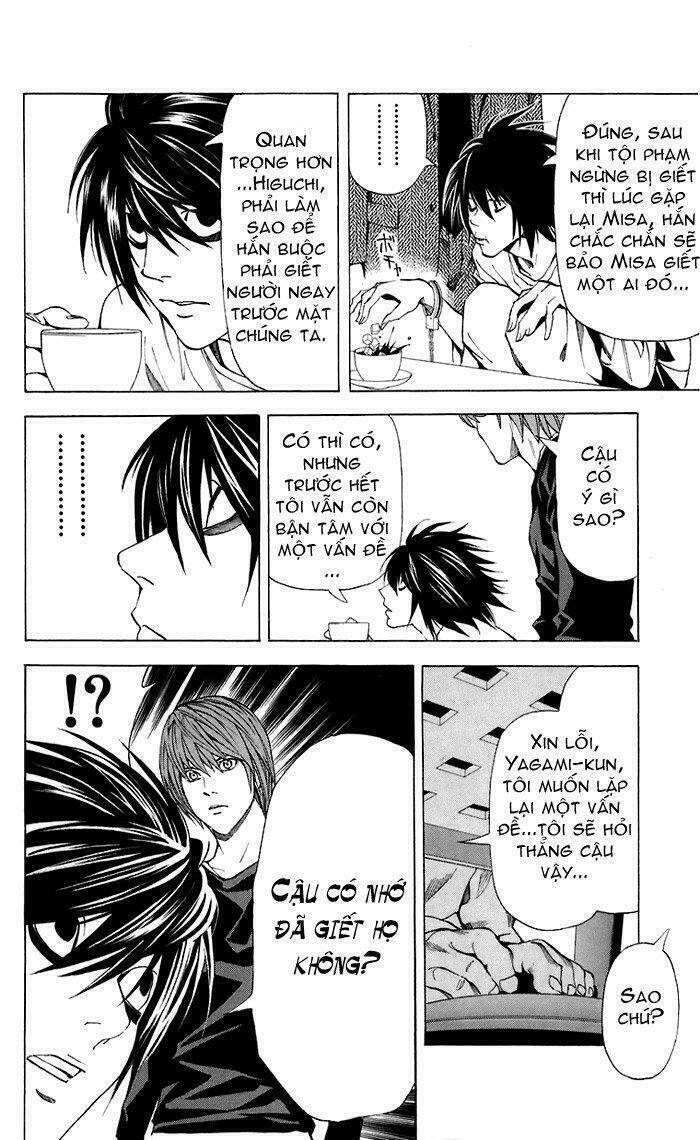 ĐÚNG, SAU
KHI TỘI PHẠM
NGỪNG BỊ GIẾT
THÌ LÚC GẶP
LẠI MISA, HẮN
CHẮC CHẮN SẼ
BẢO MISA GIẾT
MỘT AI ĐÓ...
ボチャ
QUAN
TRỌNG HƠN
...HIGUCHI,
PHẢI LÀM
SAO ĐỂ
HẮN BUỘC
PHẢI GIẾT
NGƯỜI NGAY
TRƯỚC MẶT
CHÚNG TA.
CẬU
CÓ
Ý GÌ
SAO?
CÓ THÌ CÓ,
NHƯNG
TRƯỚC HẾT
TÔI VẪN CÒN
BẬN TÂM VỚI
MỘT VẤN ĐỀ
...
XIN LỖI,
YAGAMI-KUN,
TÔI MUỐN LẶP
LẠI MỘT VẤN
ĐỀ...TÔI SẼ HỎI
THẲNG CẬU
VẬY...
SAO
CHỨ?
CẬU CÓ NHỚ
ĐÃ GIẾT HỌ
KHÔNG?
!?